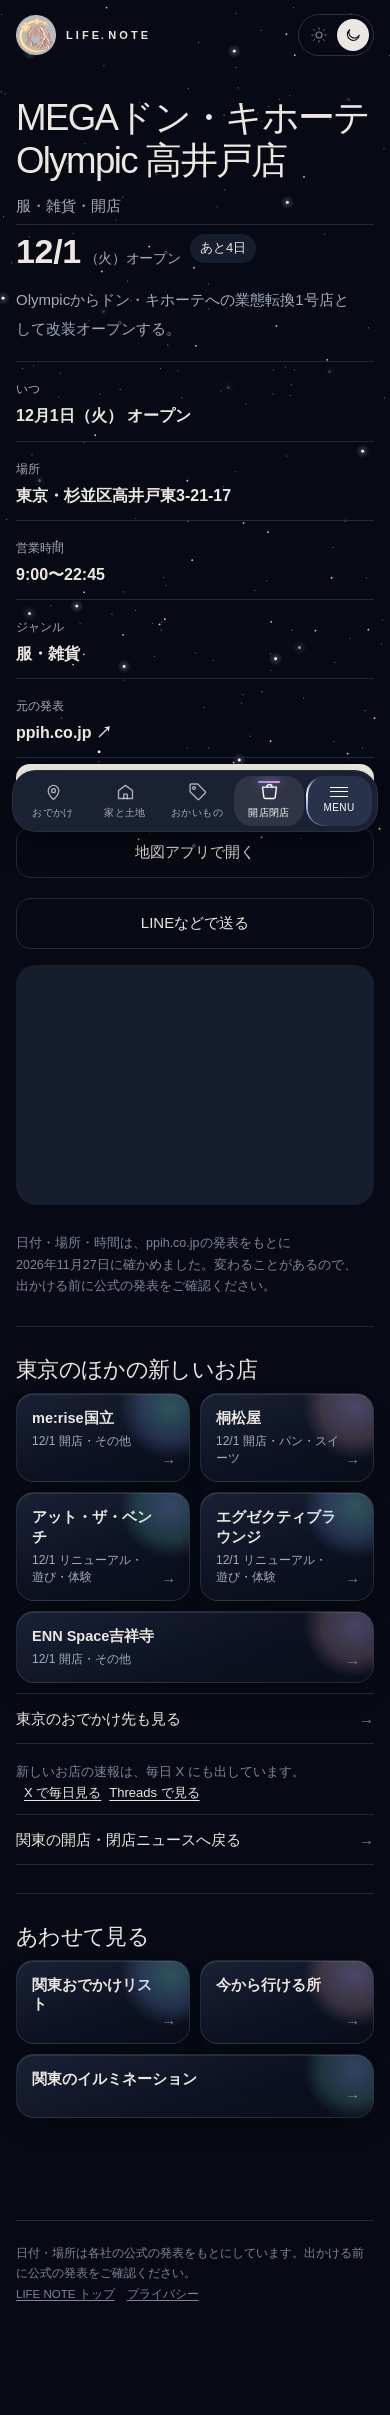 LIFE.NOTE
MEGAドン・キホーテ
Olympic 高井戸店
服・雑貨・開店
12/1（火）オープン あと4日
Olympicからドン・キホーテへの業態転換1号店と
して改装オープンする。
いつ
12月1日（火） オープン
場所
東京・杉並区高井戸東3-21-17
営業時間
9:00〜22:45
ジャンル
服・雑貨
元の発表
ppih.co.jp ↗
おでかけ 家と土地 おかいもの 開店閉店 MENU
地図アプリで開く
LINEなどで送る
日付・場所・時間は、ppih.co.jpの発表をもとに
2026年11月27日に確かめました。変わることがあるので、
出かける前に公式の発表をご確認ください。
東京のほかの新しいお店
me:rise国立
12/1 開店・その他
→
桐松屋
12/1 開店・パン・スイ
ーツ
→
アット・ザ・ベン
チ
12/1 リニューアル・
遊び・体験
→
エグゼクティブラ
ウンジ
12/1 リニューアル・
遊び・体験
→
ENN Space吉祥寺
12/1 開店・その他
→
東京のおでかけ先も見る →
新しいお店の速報は、毎日 X にも出しています。
X で毎日見る Threads で見る
関東の開店・閉店ニュースへ戻る →
あわせて見る
関東おでかけリス
ト
→
今から行ける所
→
関東のイルミネーション
→
日付・場所は各社の公式の発表をもとにしています。出かける前
に公式の発表をご確認ください。
LIFE NOTE トップ プライバシー